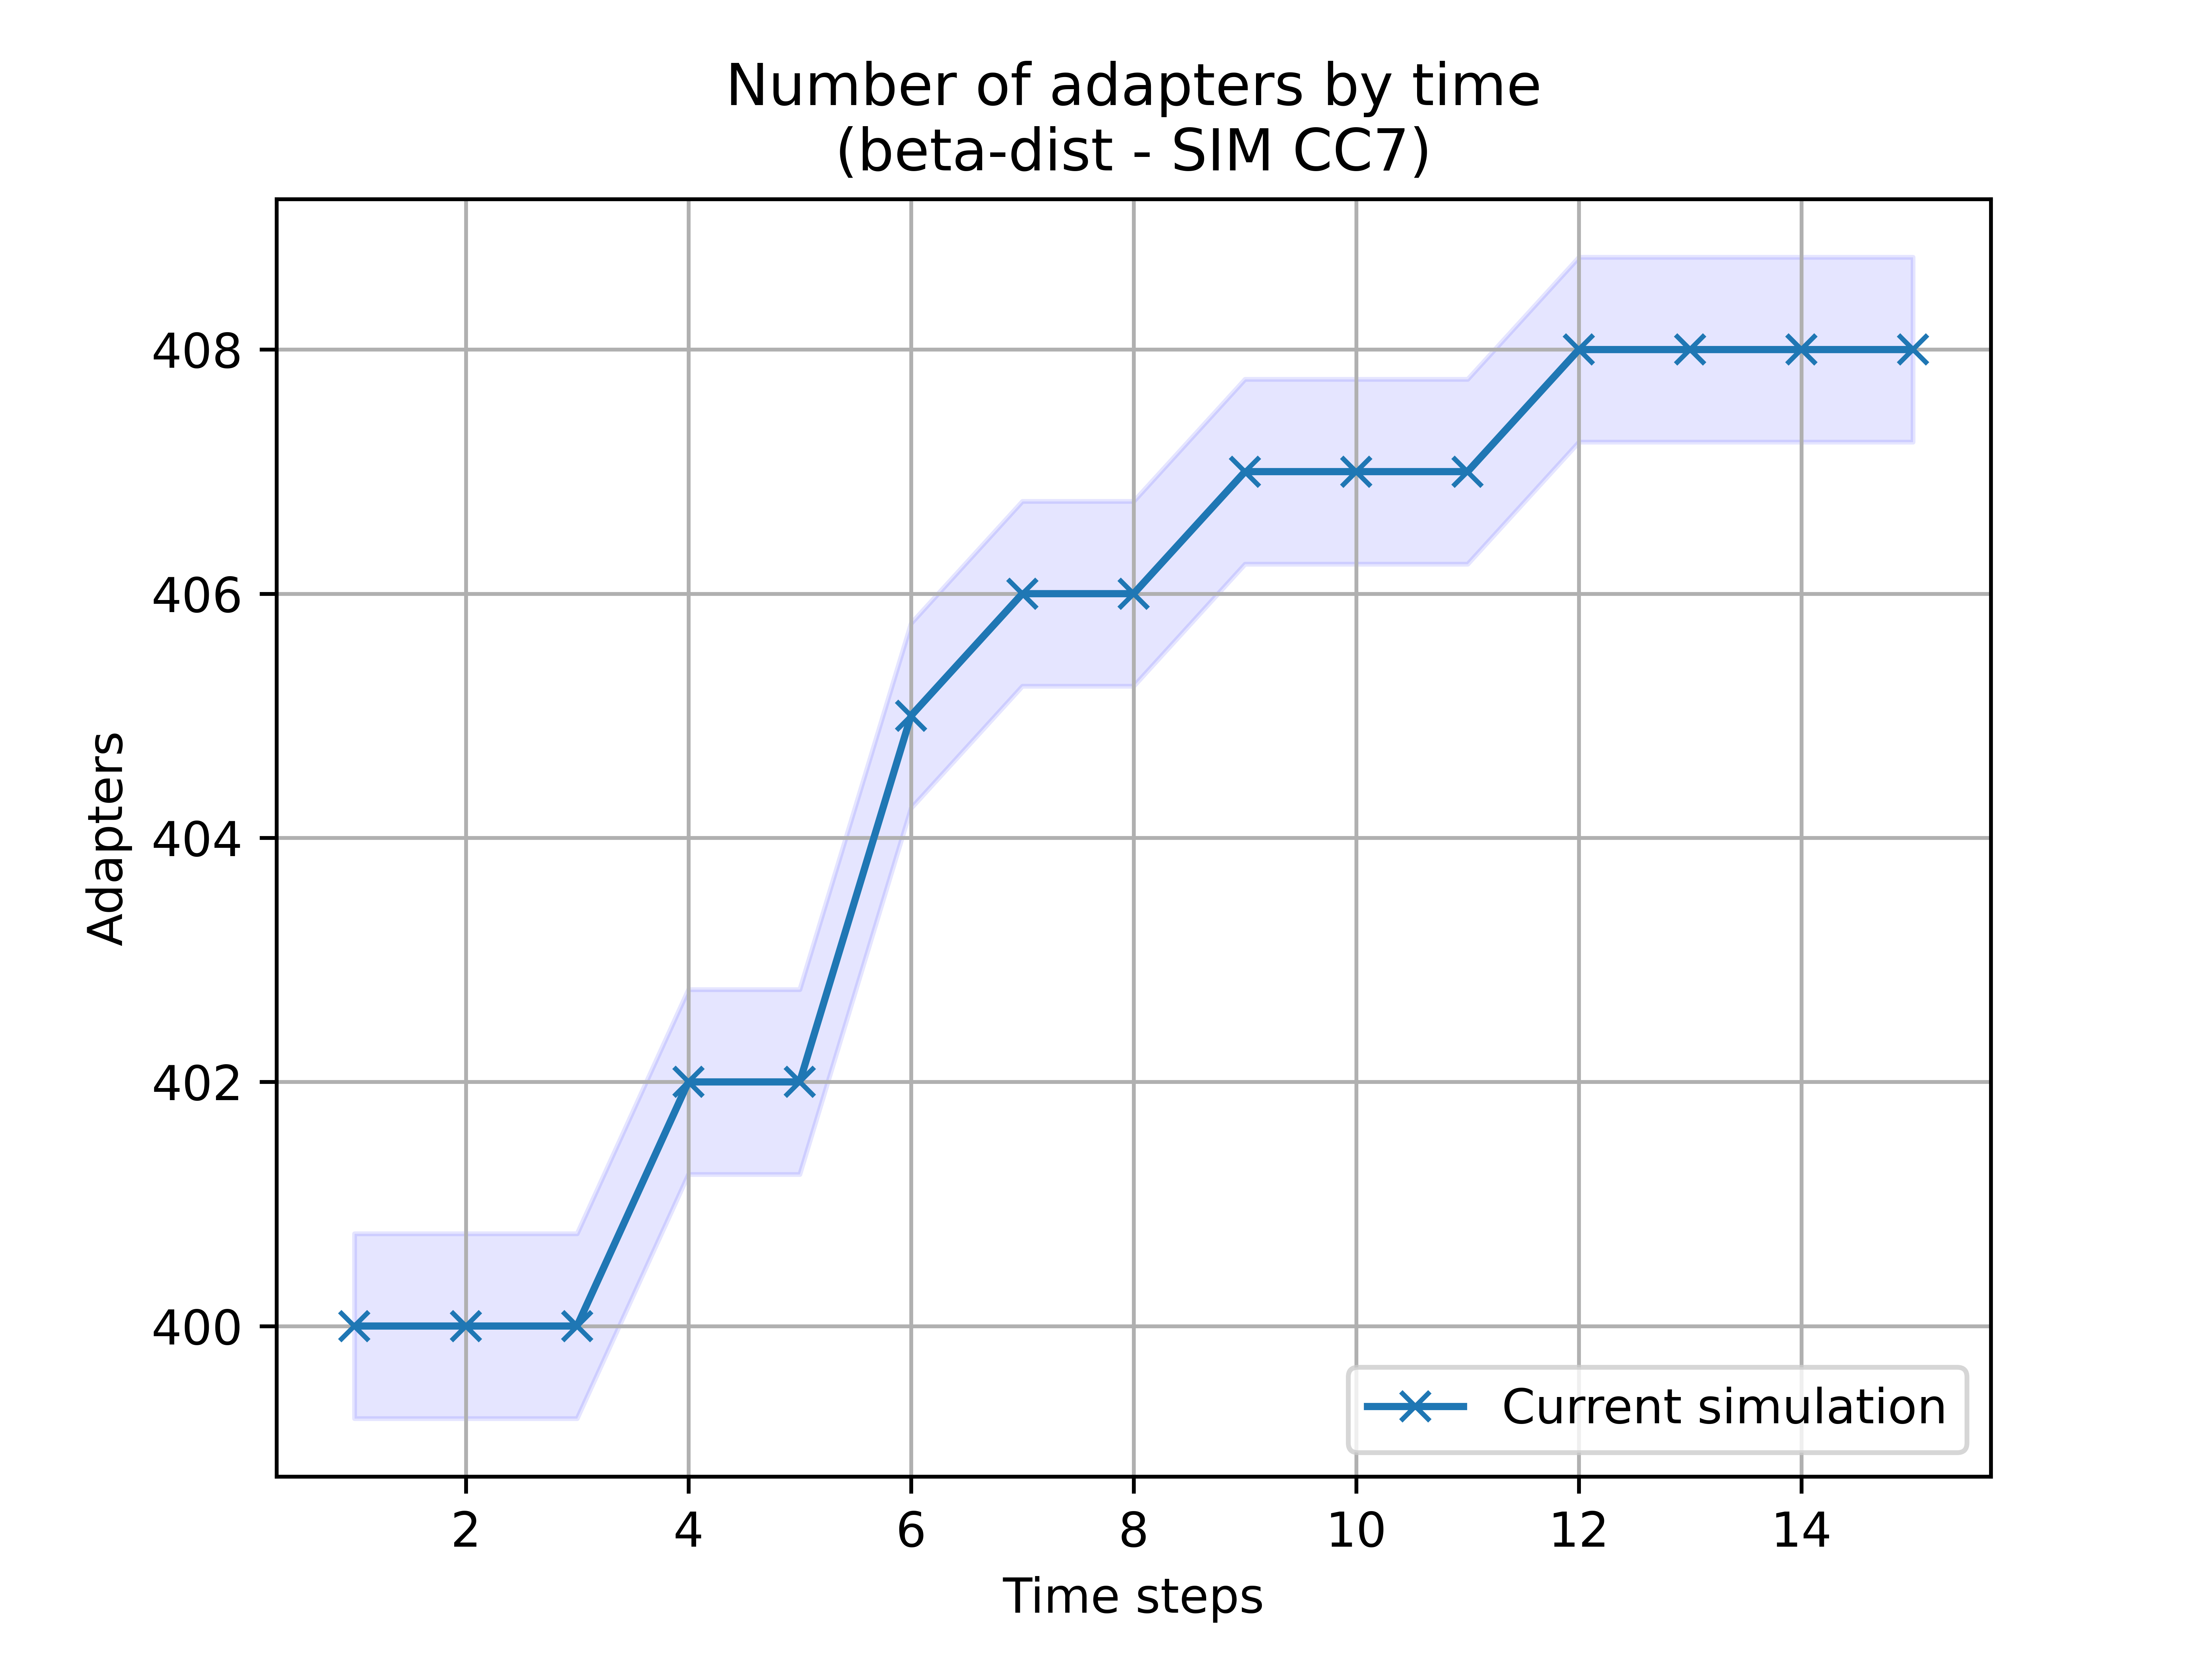 Number of adapters by time
(beta-dist - SIM CC7)
408
406
404
402
400
Adapters
Current simulation
2 4 6 8 10 12 14
Time steps